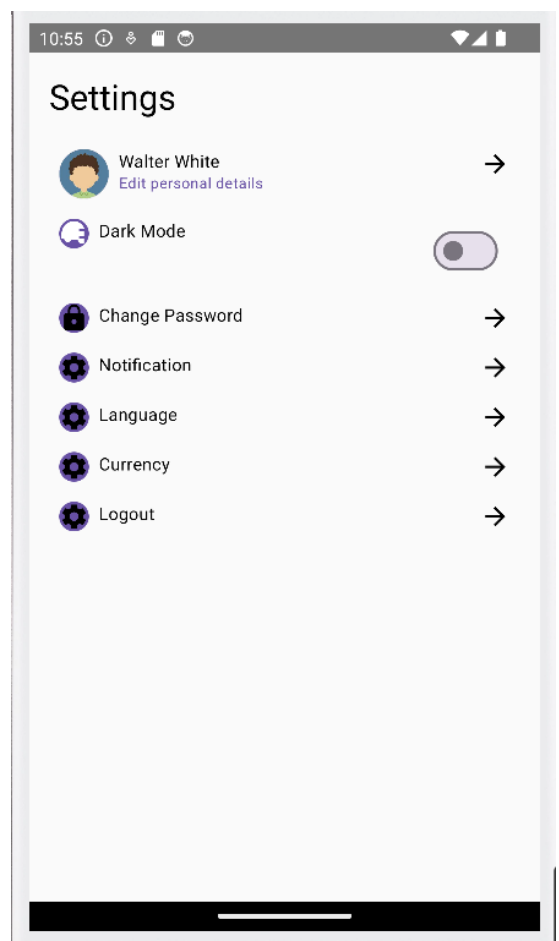 10:55
Settings
Walter White
Edit personal details
Dark Mode
Change Password
Notification
Language
Currency
Logout